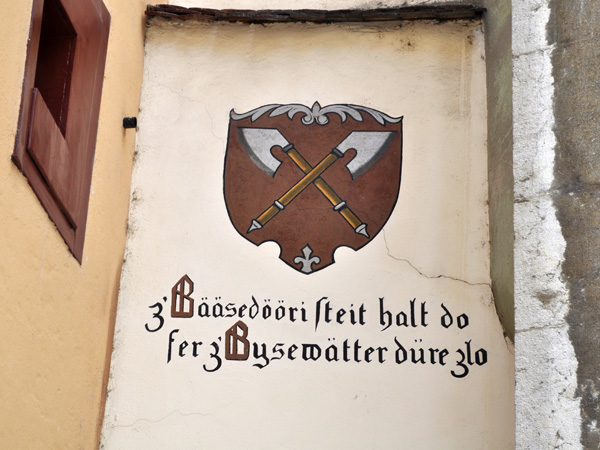 z'Bääsedööri steit halt do
fer z'Bysewätter düre zlo